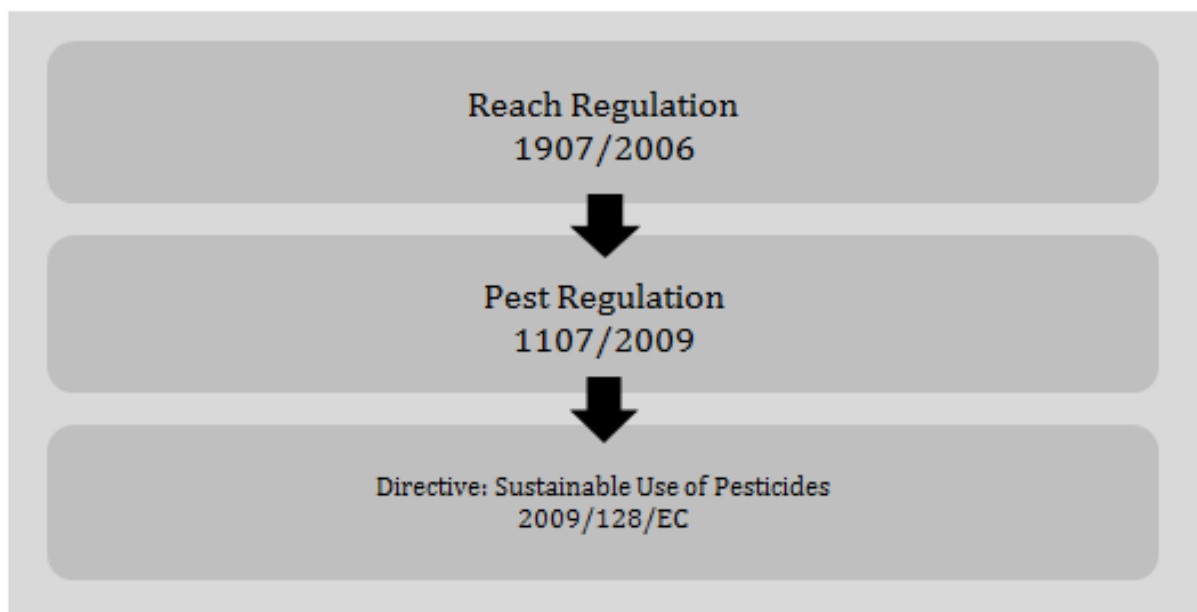 Reach Regulation
1907/2006
Pest Regulation
1107/2009
Directive: Sustainable Use of Pesticides
2009/128/EC